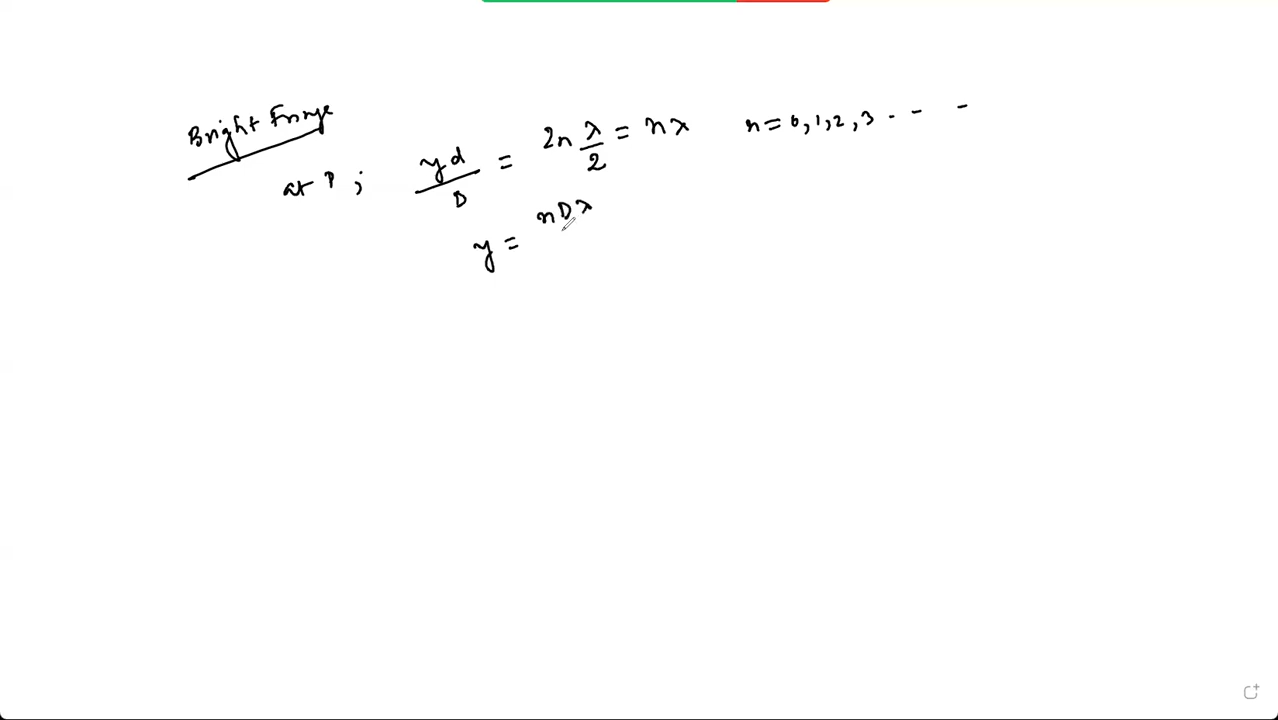 Bright Fringe
at P ; yd/D = 2n λ/2 = nλ n = 0, 1, 2, 3 - - -
y = nDλ